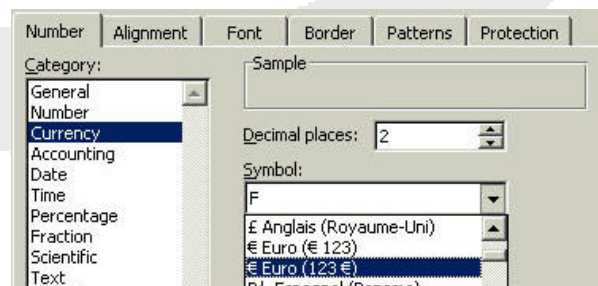 Number Alignment Font Border Patterns Protection
Category:
General
Number
Currency
Accounting
Date
Time
Percentage
Fraction
Scientific
Text
Sample
Decimal places: 2
Symbol:
F
£ Anglais (Royaume-Uni)
€ Euro (€ 123)
€ Euro (123 €)